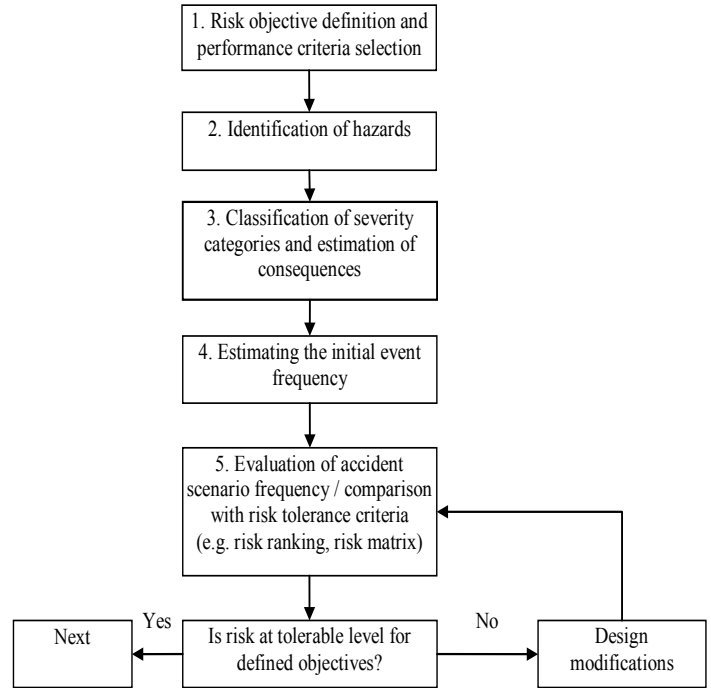 1. Risk objective definition and
performance criteria selection
2. Identification of hazards
3. Classification of severity
categories and estimation of
consequences
4. Estimating the initial event
frequency
5. Evaluation of accident
scenario frequency / comparison
with risk tolerance criteria
(e.g. risk ranking, risk matrix)
Next
Yes
Is risk at tolerable level for
defined objectives?
No
Design
modifications